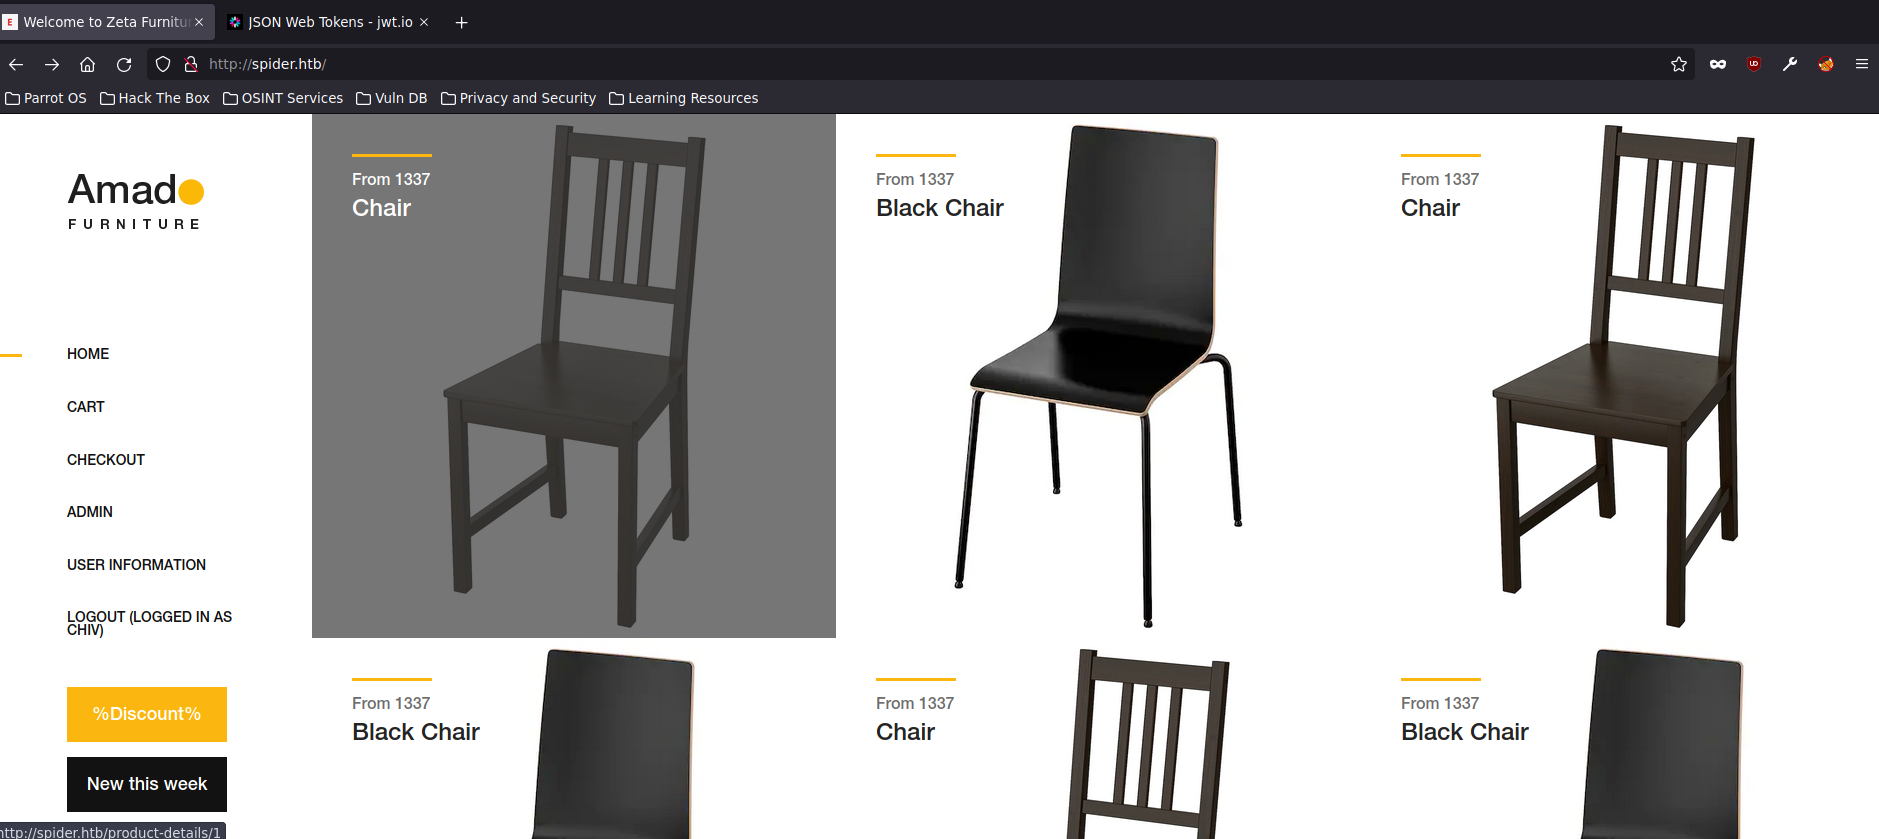 Welcome to Zeta Furnitur
JSON Web Tokens - jwt.io
http://spider.htb/
Parrot OS
Hack The Box
OSINT Services
Vuln DB
Privacy and Security
Learning Resources
Amado
FURNITURE
HOME
CART
CHECKOUT
ADMIN
USER INFORMATION
LOGOUT (LOGGED IN AS
CHIV)
%Discount%
New this week
From 1337
Chair
From 1337
Black Chair
From 1337
Chair
From 1337
Black Chair
From 1337
Chair
From 1337
Black Chair
http://spider.htb/product-details/1